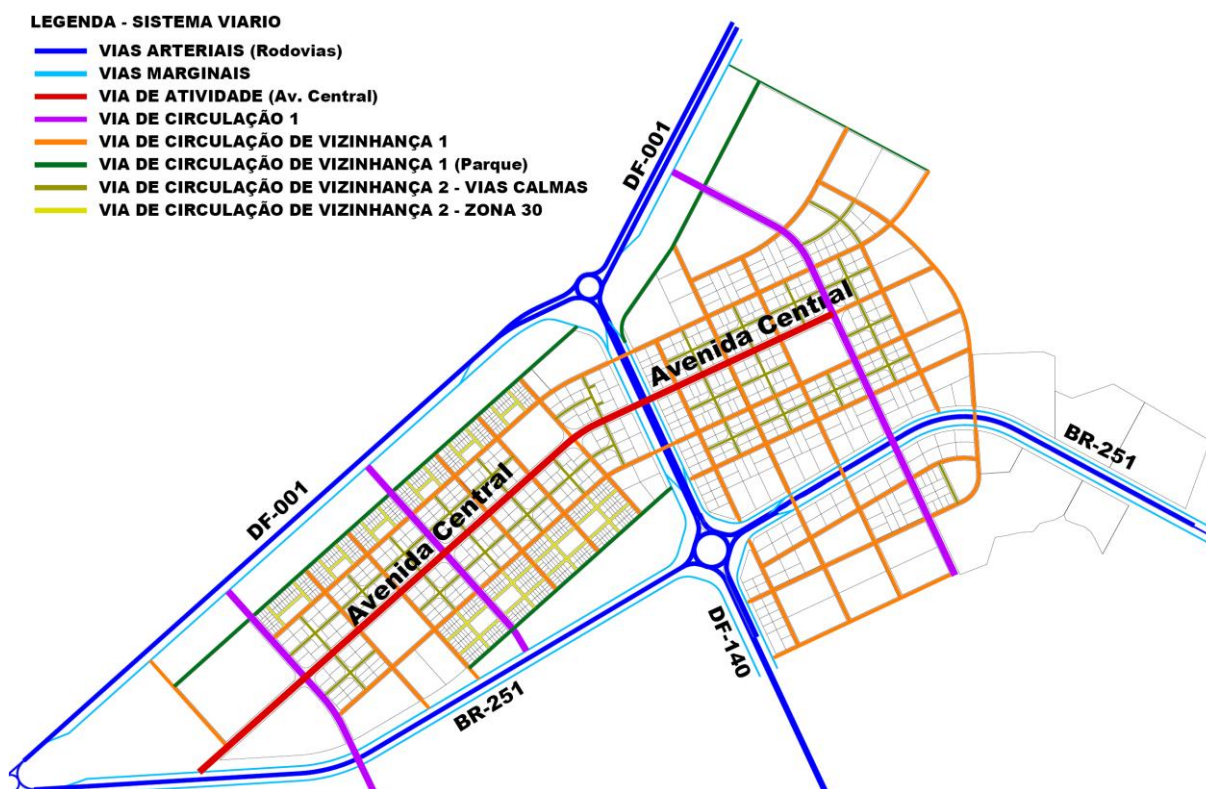 LEGENDA - SISTEMA VIARIO
VIAS ARTERIAIS (Rodovias)
VIAS MARGINAIS
VIA DE ATIVIDADE (Av. Central)
VIA DE CIRCULAÇÃO 1
VIA DE CIRCULAÇÃO DE VIZINHANÇA 1
VIA DE CIRCULAÇÃO DE VIZINHANÇA 1 (Parque)
VIA DE CIRCULAÇÃO DE VIZINHANÇA 2 - VIAS CALMAS
VIA DE CIRCULAÇÃO DE VIZINHANÇA 2 - ZONA 30
DF-001
Avenida Central
BR-251
DF-001
Avenida Central
DF-140
BR-251